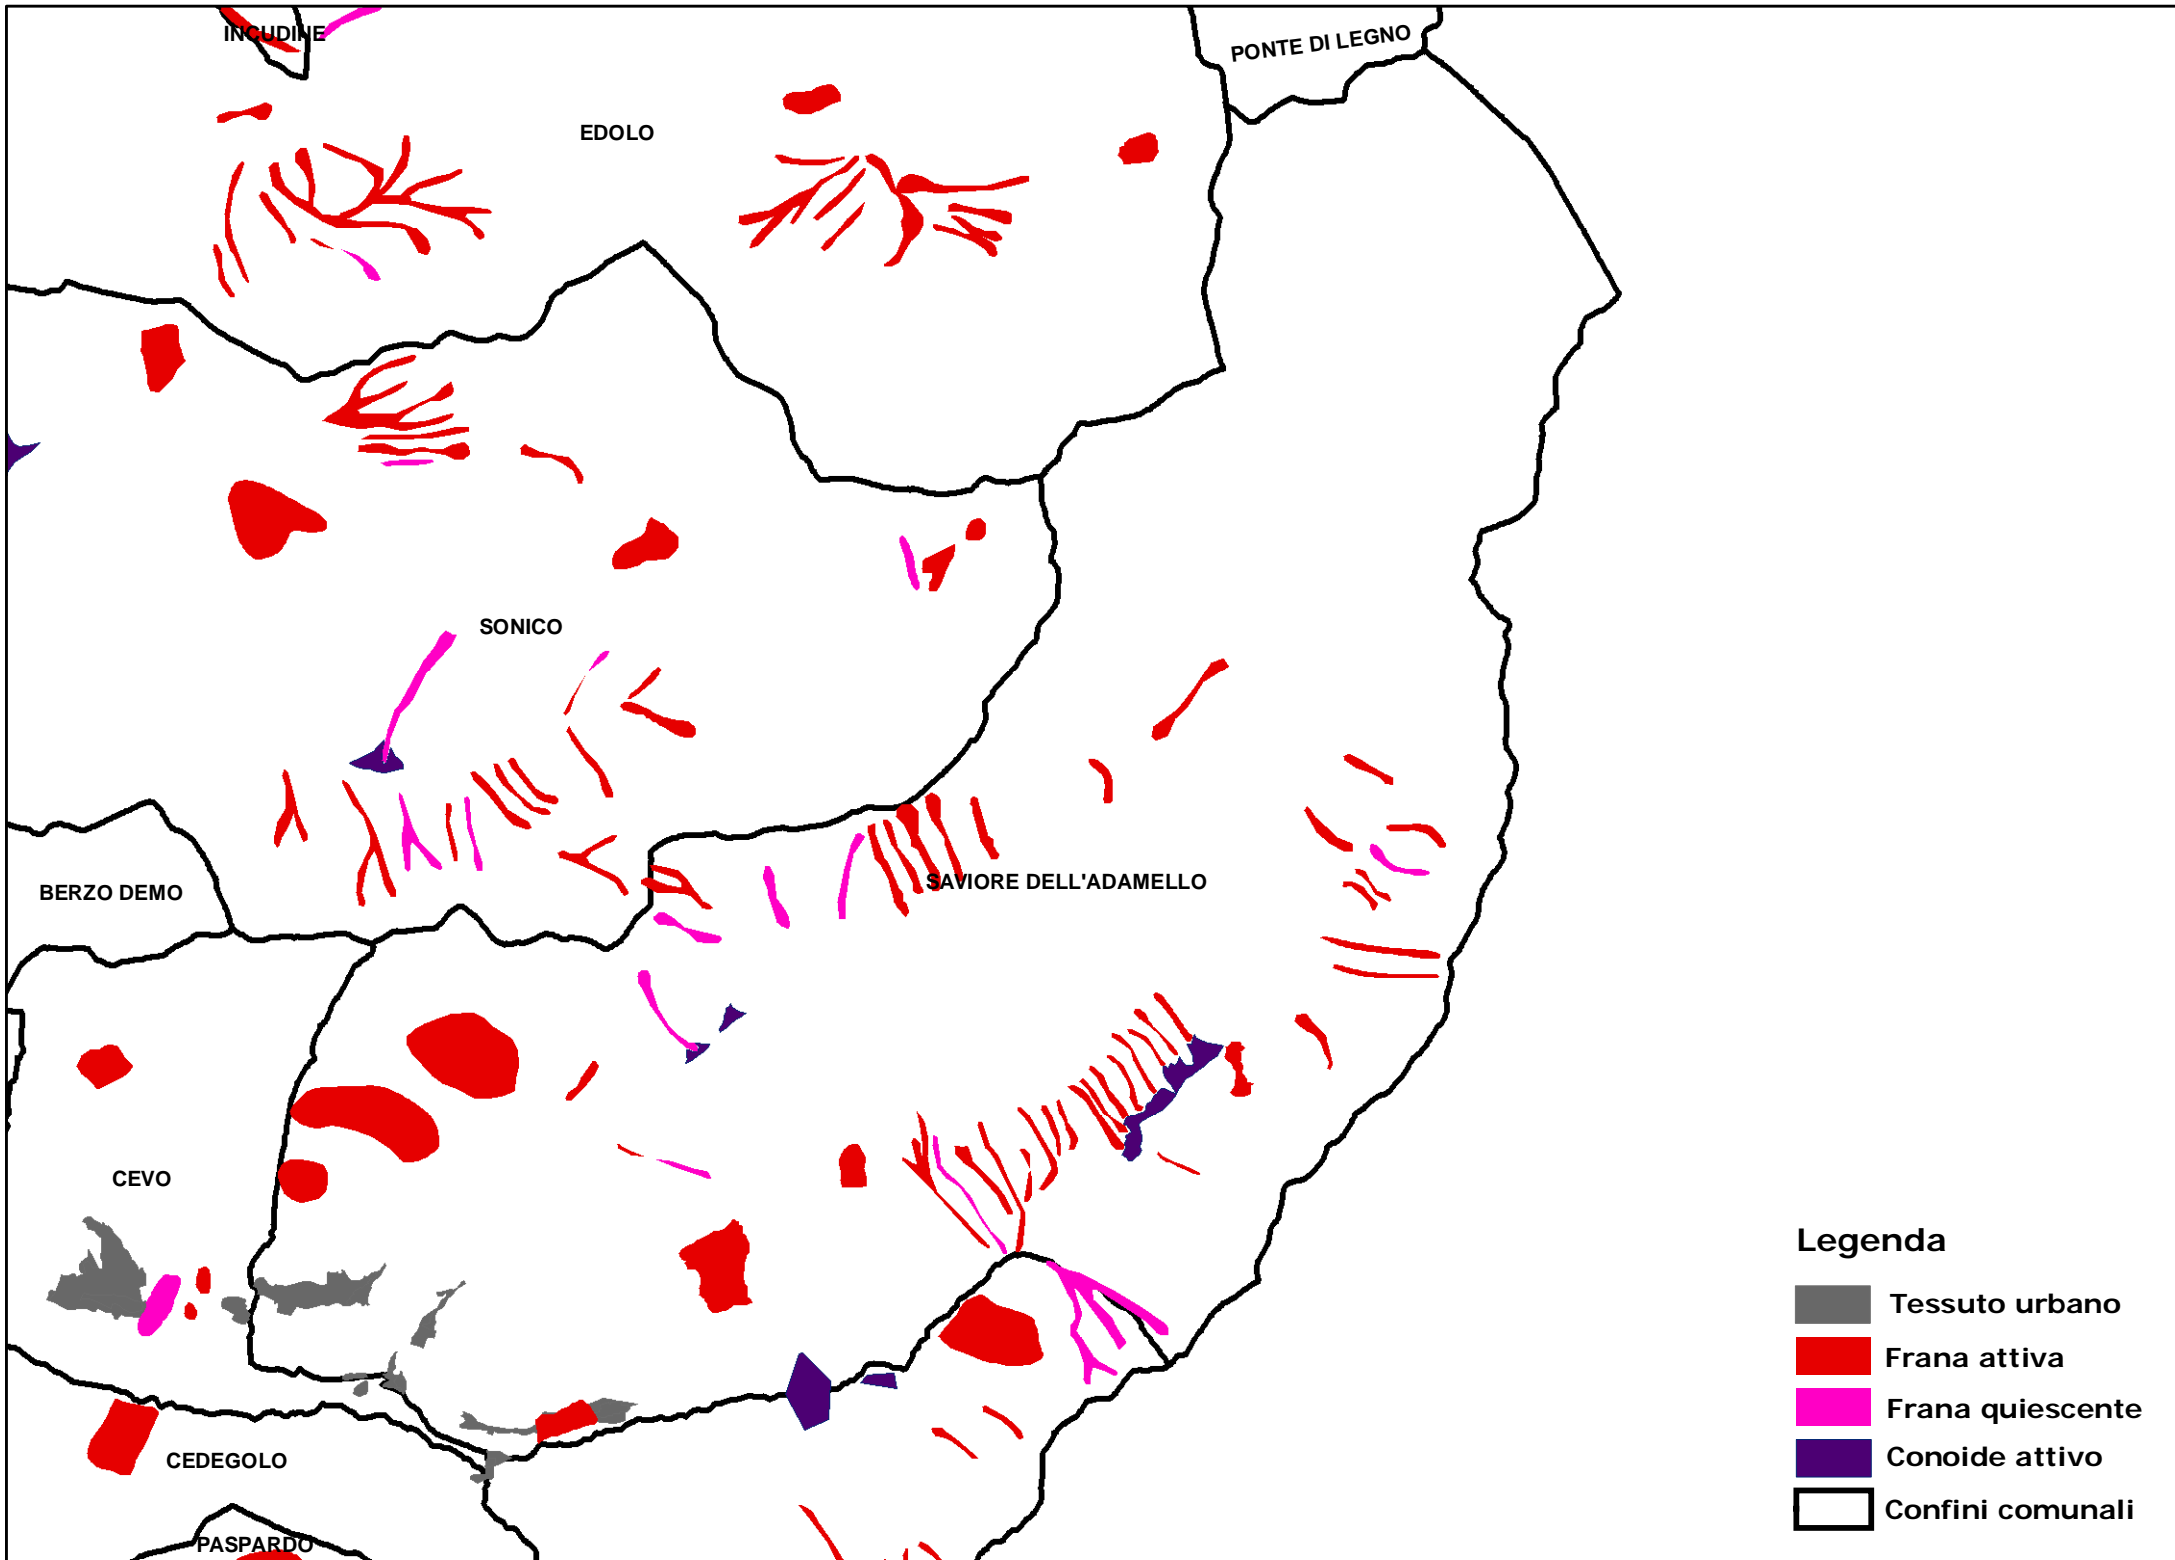 INCUDINE
PONTE DI LEGNO
EDOLO
SONICO
BERZO DEMO
SAVIORE DELL'ADAMELLO
CEVO
CEDEGOLO
PASPARDO
Legenda
Tessuto urbano
Frana attiva
Frana quiescente
Conoide attivo
Confini comunali